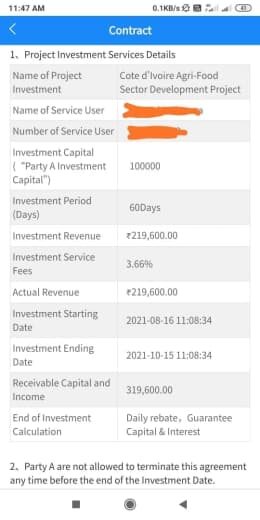 11:47 AM 0.1KB/s
Contract
1、Project Investment Services Details
Name of Project Cote d'Ivoire Agri-Food
Investment Sector Development Project
Name of Service User
Number of Service User
Investment Capital
( "Party A Investment 100000
Capital")
Investment Period
(Days) 60Days
Investment Revenue ₹219,600.00
Investment Service
Fees 3.66%
Actual Revenue ₹219,600.00
Investment Starting
Date 2021-08-16 11:08:34
Investment Ending
Date 2021-10-15 11:08:34
Receivable Capital and
Income 319,600.00
End of Investment Daily rebate，Guarantee
Calculation Capital & Interest
2、Party A are not allowed to terminate this agreement
any time before the end of the Investment Date.